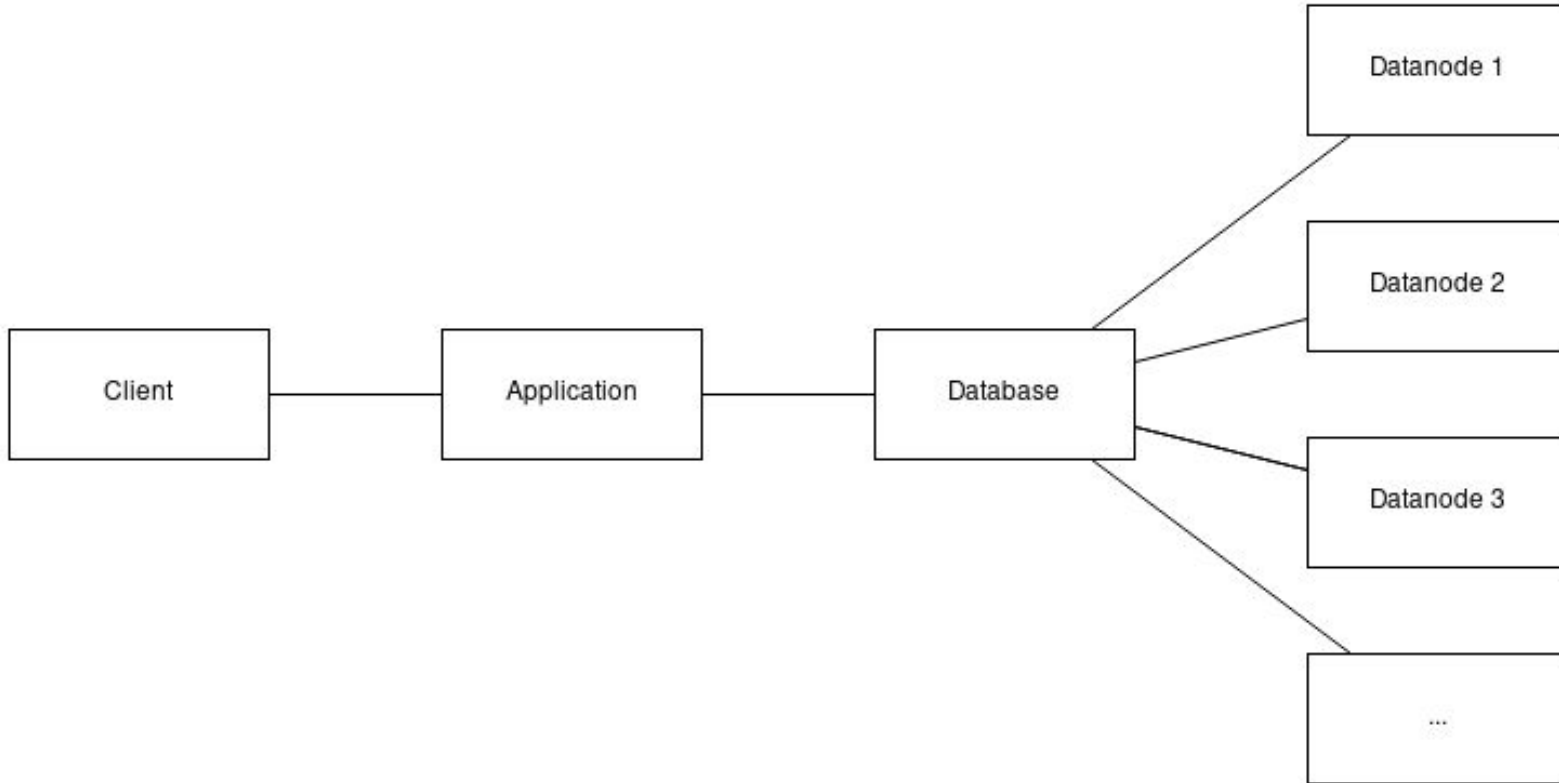 Client
Application
Database
Datanode 1
Datanode 2
Datanode 3
...